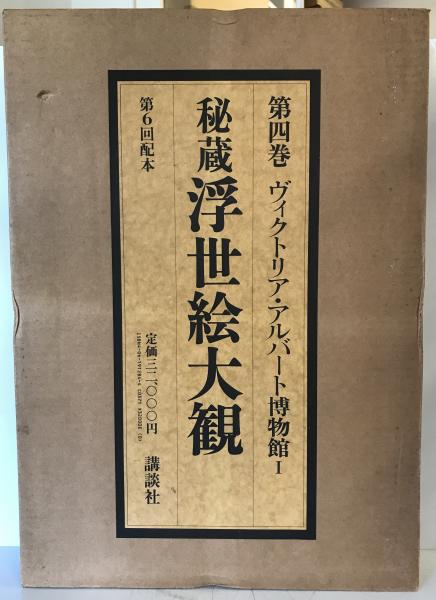 第四巻 ヴィクトリア・アルバート博物館Ⅰ
秘蔵 浮世絵大観
第6回配本
定価三二、〇〇〇円
講談社